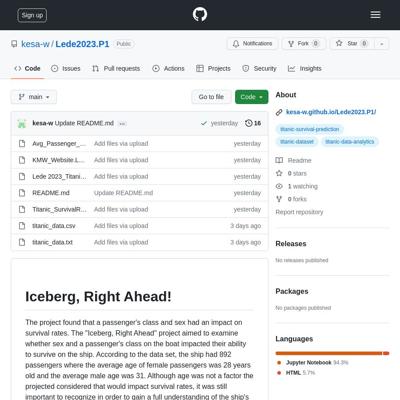 Sign up
kesa-w / Lede2023.P1 Public
Notifications Fork 0 Star 0
Code Issues Pull requests Actions Projects Security Insights
main Go to file Code
kesa-w Update README.md ... yesterday 16
Avg_Passenger_... Add files via upload yesterday
KMW_Website.L... Add files via upload yesterday
Lede 2023_Titani... Add files via upload yesterday
README.md Update README.md yesterday
Titanic_SurvivalR... Add files via upload yesterday
titanic_data.csv Add files via upload 3 days ago
titanic_data.txt Add files via upload 3 days ago
Iceberg, Right Ahead!
The project found that a passenger's class and sex had an impact on
survival rates. The "Iceberg, Right Ahead" project aimed to examine
whether sex and a passenger's class on the boat impacted their ability
to survive on the ship. According to the data set, the ship had 892
passengers where the average age of female passengers was 28 years
old and the average male age was 31. Although age was not a factor the
projected considered that would impact survival rates, it was still
important to recognize in order to gain a full understanding of the ship's
About
kesa-w.github.io/Lede2023.P1/
titanic-survival-prediction
titanic-dataset titanic-data-analytics
Readme
0 stars
1 watching
0 forks
Report repository
Releases
No releases published
Packages
No packages published
Languages
Jupyter Notebook 94.3%
HTML 5.7%